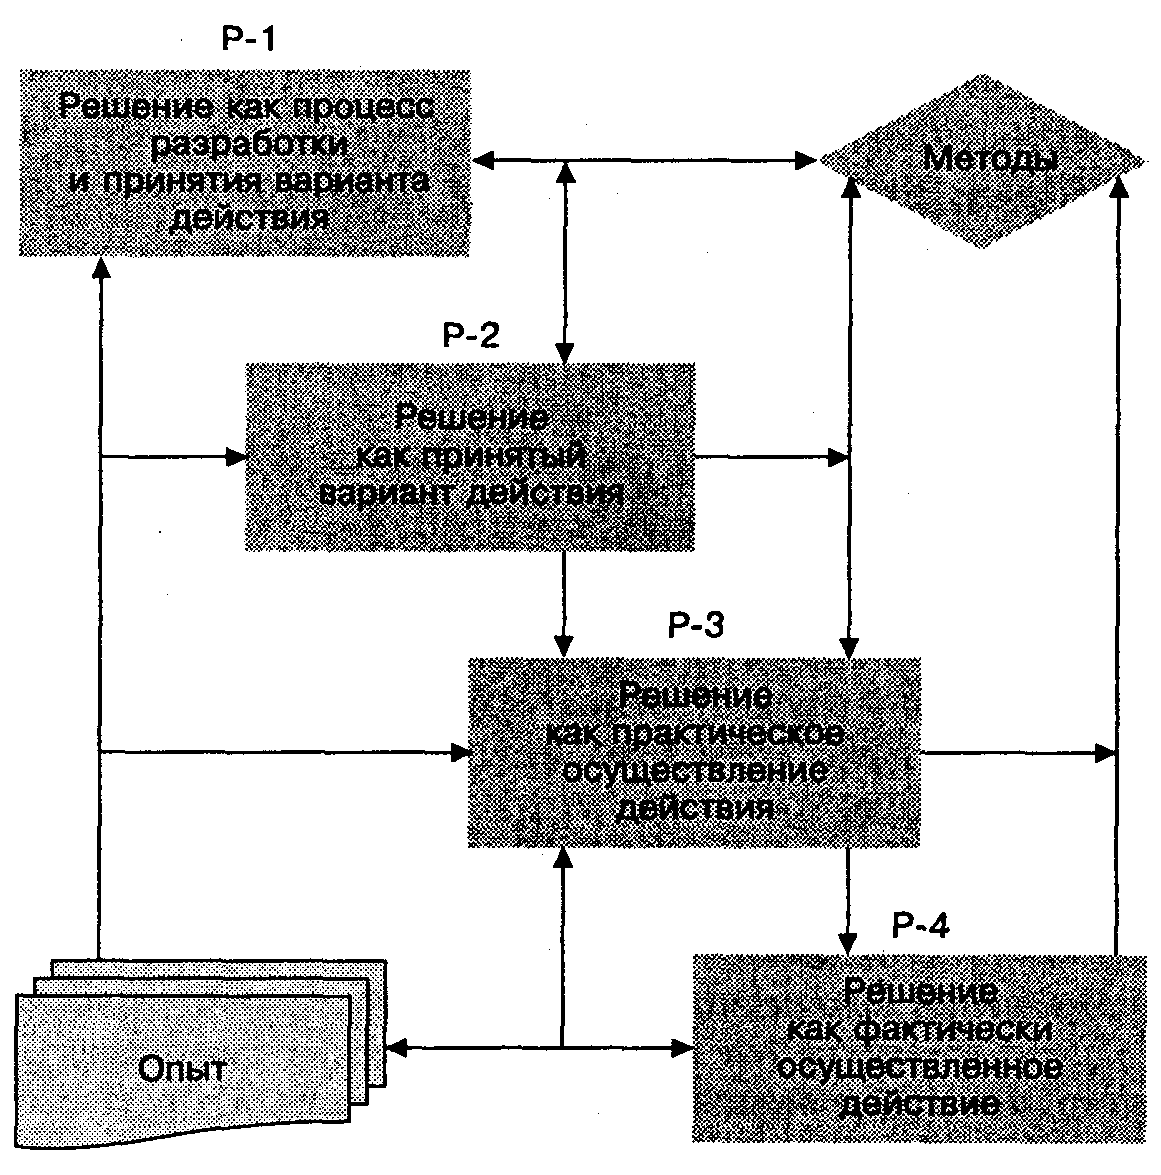 Р-1
Решение как процесс
разработки
и принятия варианта
действия
Методы
Р-2
Решение
как принятый
вариант действия
Р-3
Решение
как практическое
осуществление
действия
Р-4
Решение
как фактически
осуществленное
действие
Опыт